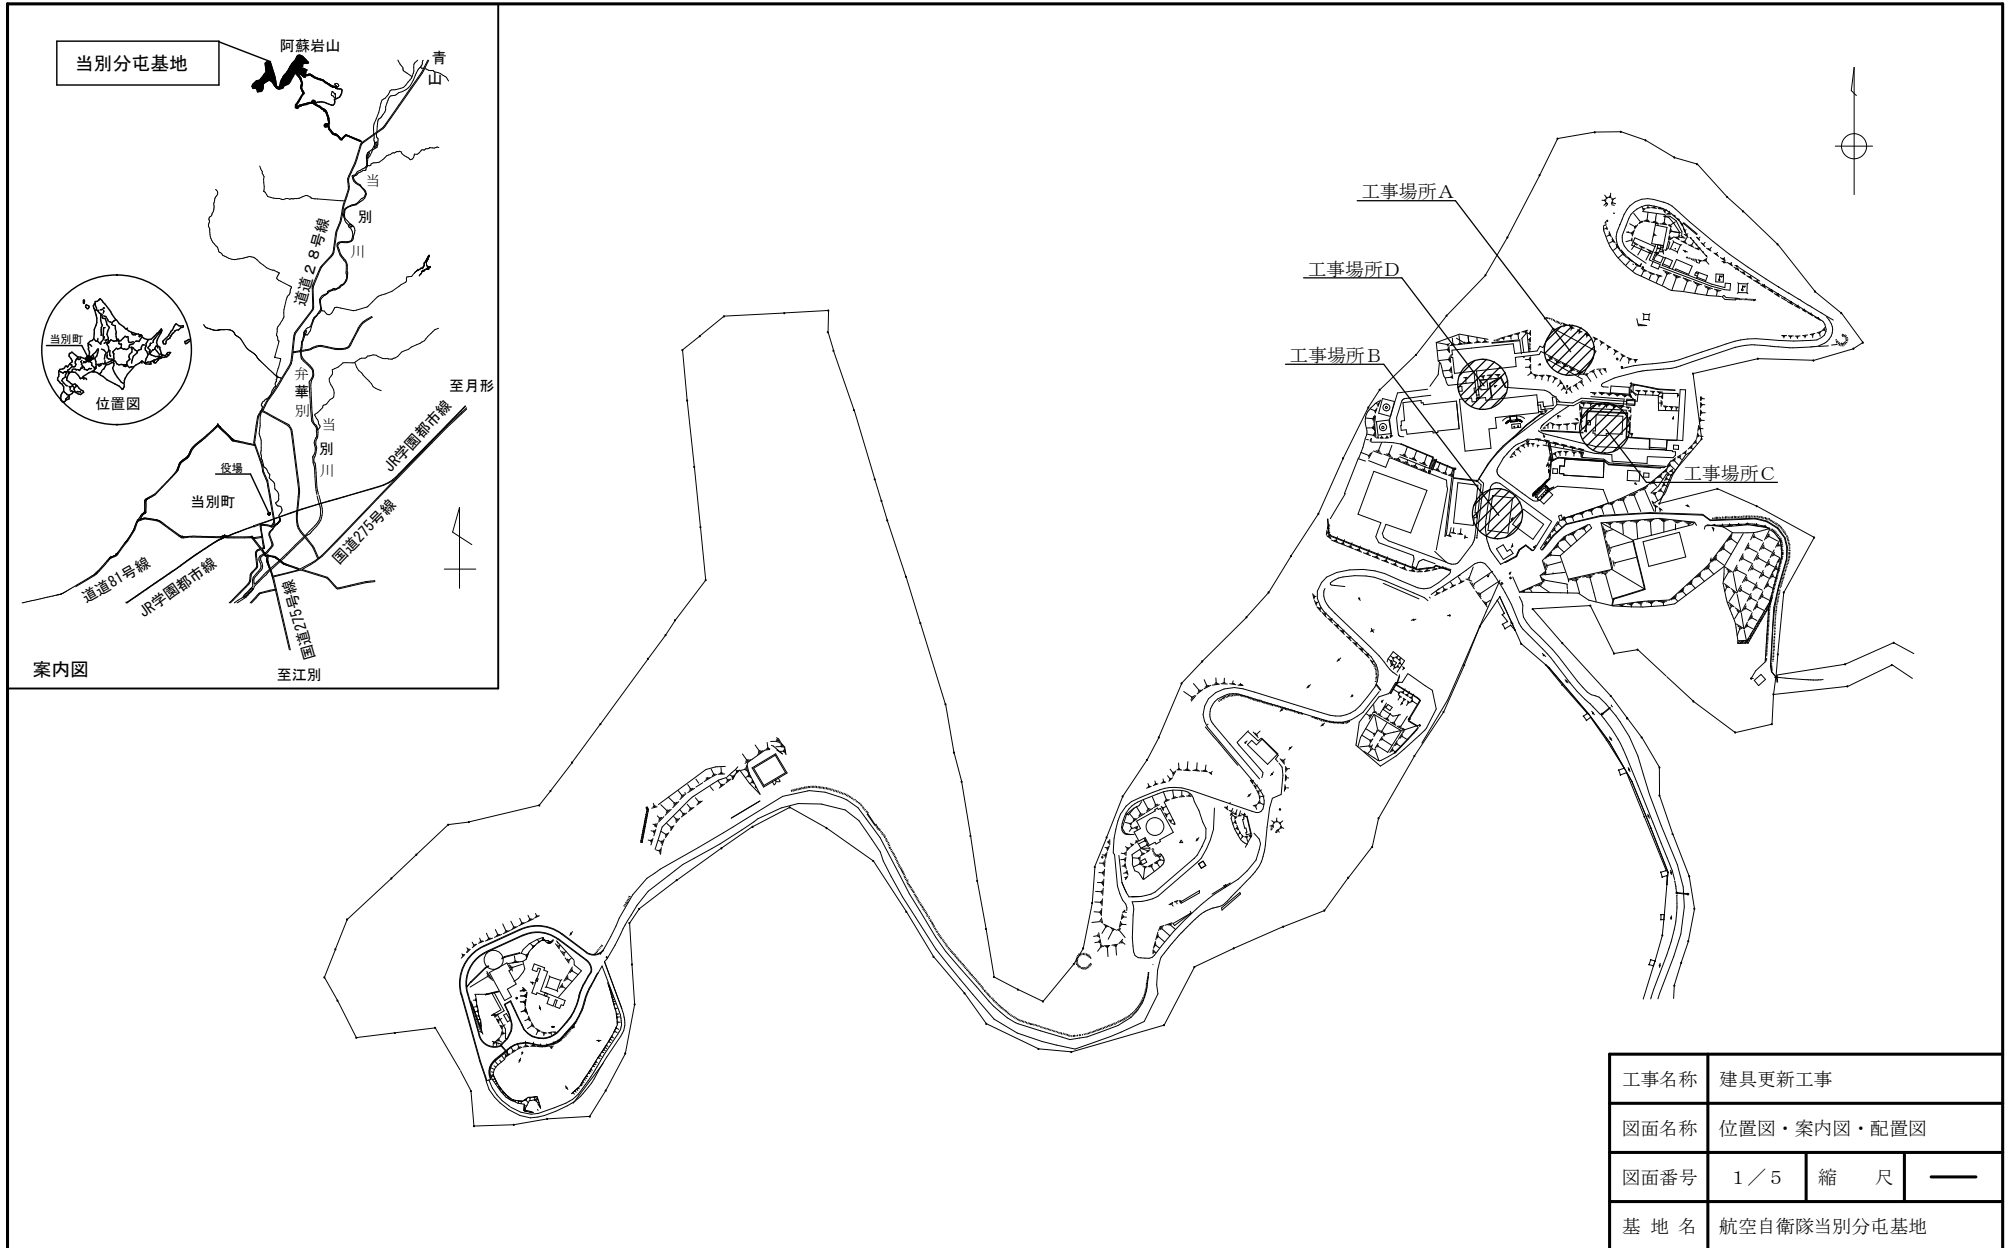 当別分屯基地
阿蘇岩山
青山
当別川
道道28号線
当別町
位置図
弁華別
当別川
至月形
JR学園都市線
役場
当別町
国道275号線
道道81号線
JR学園都市線
国道275号線
至江別
案内図
工事場所A
工事場所D
工事場所B
工事場所C
工事名称 建具更新工事
図面名称 位置図・案内図・配置図
図面番号 1／5 縮 尺
基 地 名 航空自衛隊当別分屯基地